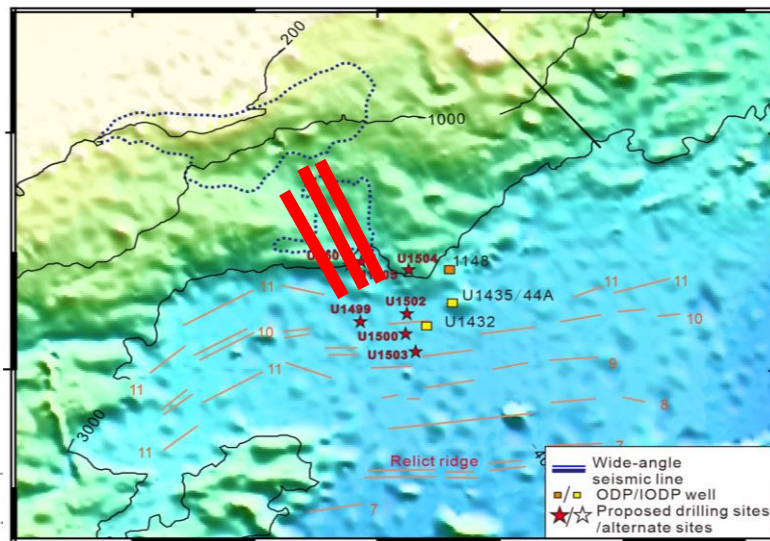 200
1000
U1504
1148
11
11
11
U1435/44A
U1499
U1502
10
10
U1432
U1500
11
U1503
9
11
8
11
3000
Relict ridge
7
7
Wide-angle
seismic line
ODP/IODP well
Proposed drilling sites
/alternate sites